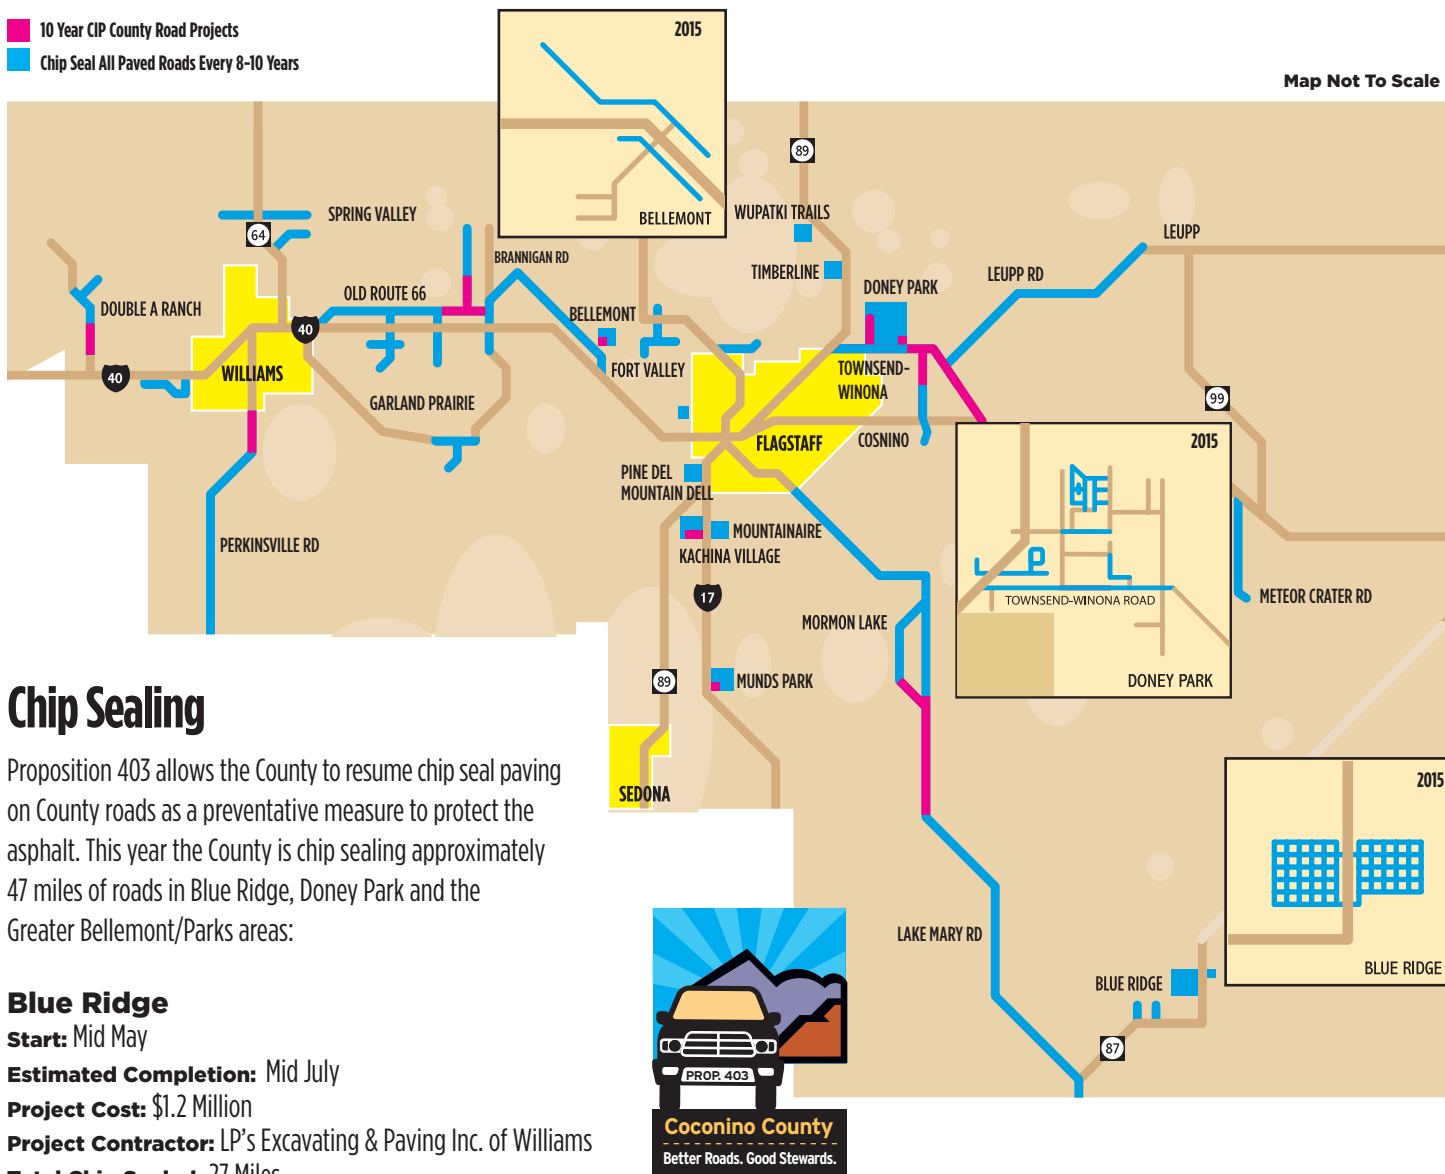 10 Year CIP County Road Projects
Chip Seal All Paved Roads Every 8-10 Years
Map Not To Scale
2015
BELLEMONT
89
WUPATKI TRAILS
SPRING VALLEY
64
BRANNIGAN RD
TIMBERLINE
LEUPP
LEUPP RD
DONEY PARK
DOUBLE A RANCH
OLD ROUTE 66
BELLEMONT
40
40
WILLIAMS
FORT VALLEY
TOWNSEND-
WINONA
GARLAND PRAIRIE
99
FLAGSTAFF
COSNINO
2015
PINE DEL
MOUNTAIN DELL
MOUNTAINAIRE
KACHINA VILLAGE
PERKINSVILLE RD
17
TOWNSEND-WINONA ROAD
METEOR CRATER RD
MORMON LAKE
89
MUNDS PARK
DONEY PARK
SEDONA
2015
LAKE MARY RD
BLUE RIDGE
BLUE RIDGE
87
Chip Sealing
Proposition 403 allows the County to resume chip seal paving
on County roads as a preventative measure to protect the
asphalt. This year the County is chip sealing approximately
47 miles of roads in Blue Ridge, Doney Park and the
Greater Bellemont/Parks areas:
Blue Ridge
Start: Mid May
Estimated Completion: Mid July
Project Cost: $1.2 Million
Project Contractor: LP's Excavating & Paving Inc. of Williams
Total Chip Sealed: 27 Miles
PROP. 403
Coconino County
Better Roads. Good Stewards.